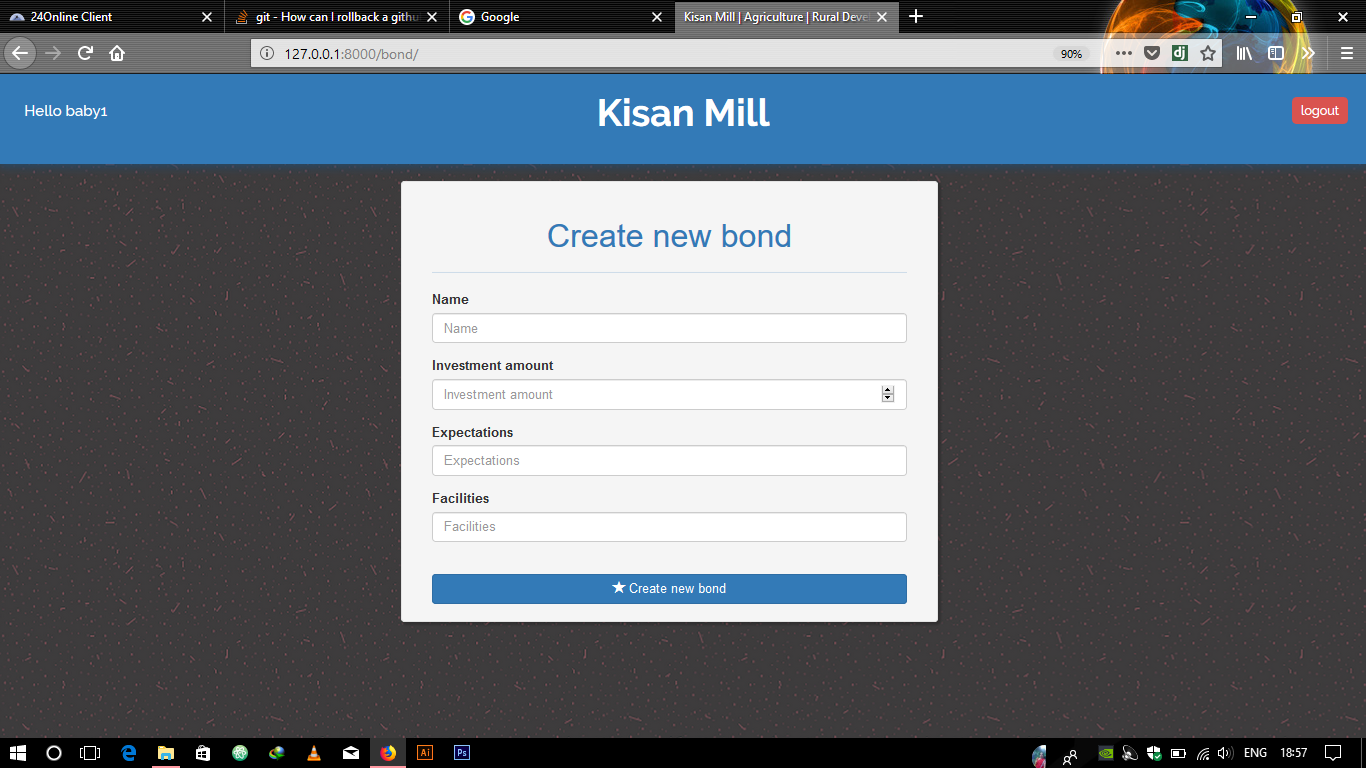 24Online Client
git - How can I rollback a githu
Google
Kisan Mill | Agriculture | Rural Deve
127.0.0.1:8000/bond/
90%
dj
Hello baby1
Kisan Mill
logout
Create new bond
Name
Name
Investment amount
Investment amount
Expectations
Expectations
Facilities
Facilities
★ Create new bond
Ai
Ps
ENG
18:57